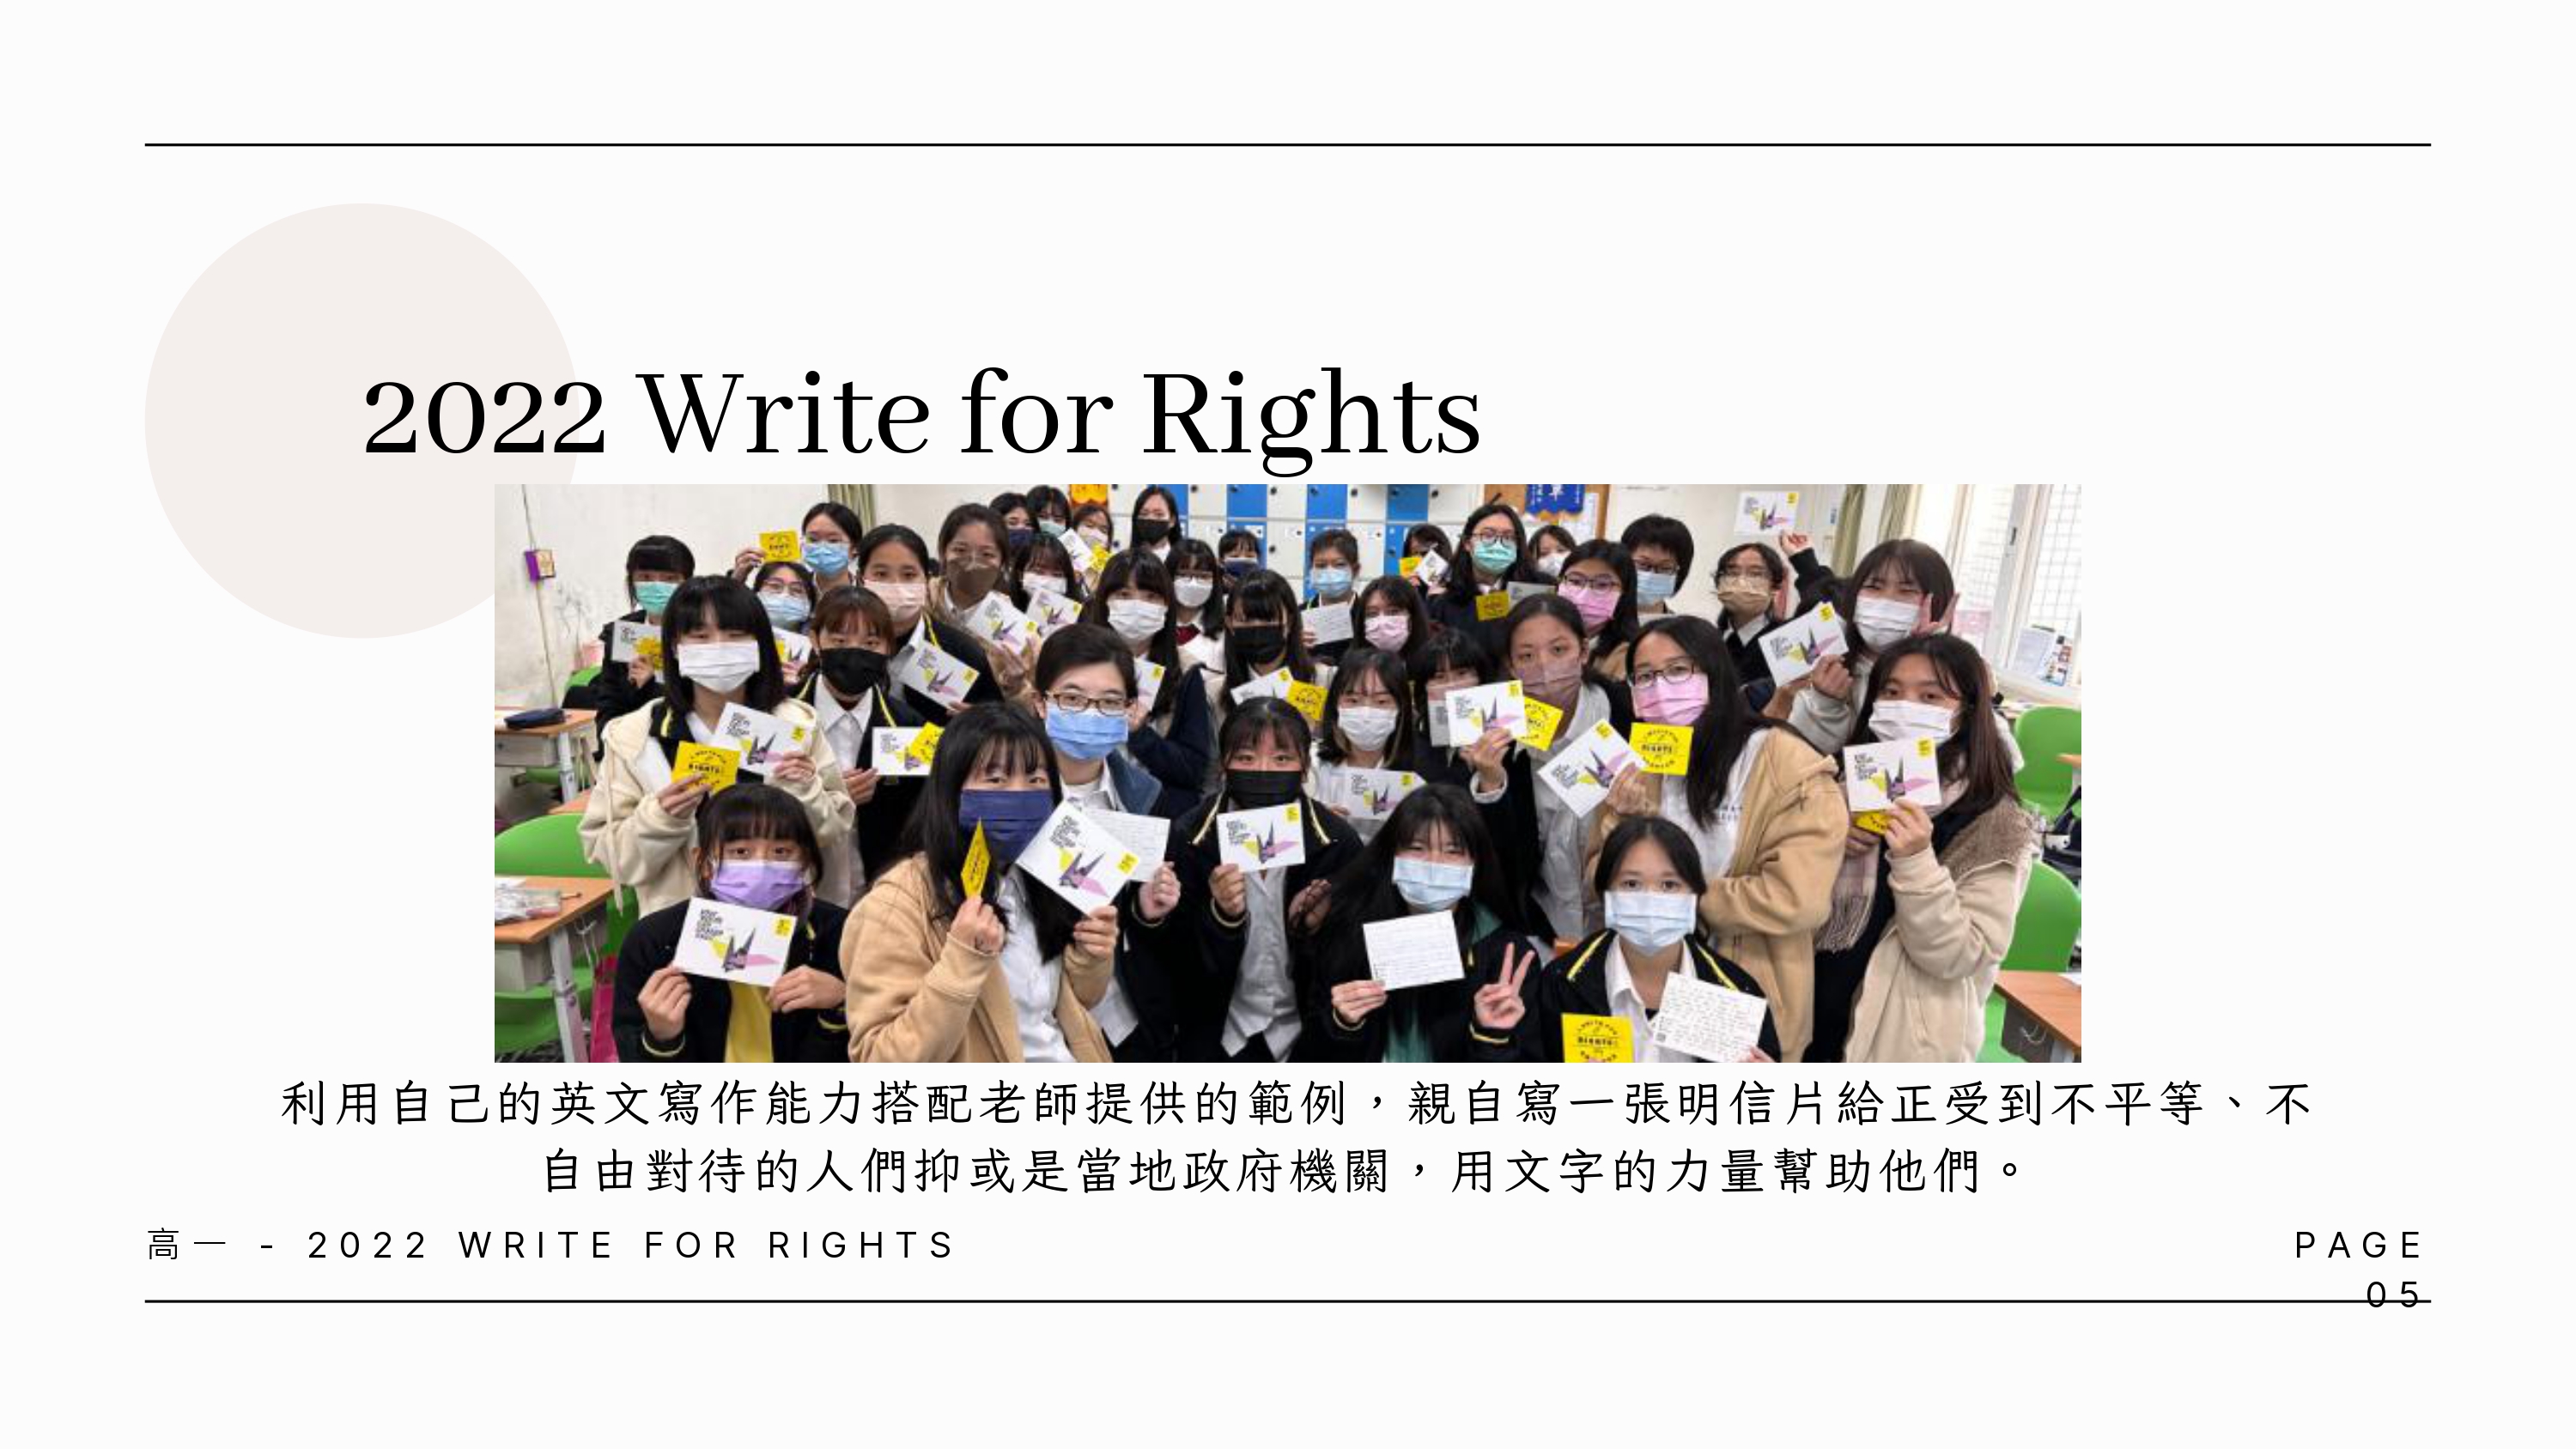 2022 Write for Rights
利用自己的英文寫作能力搭配老師提供的範例，親自寫一張明信片給正受到不平等、不
自由對待的人們抑或是當地政府機關，用文字的力量幫助他們。
高一 - 2022 WRITE FOR RIGHTS
PAGE
05